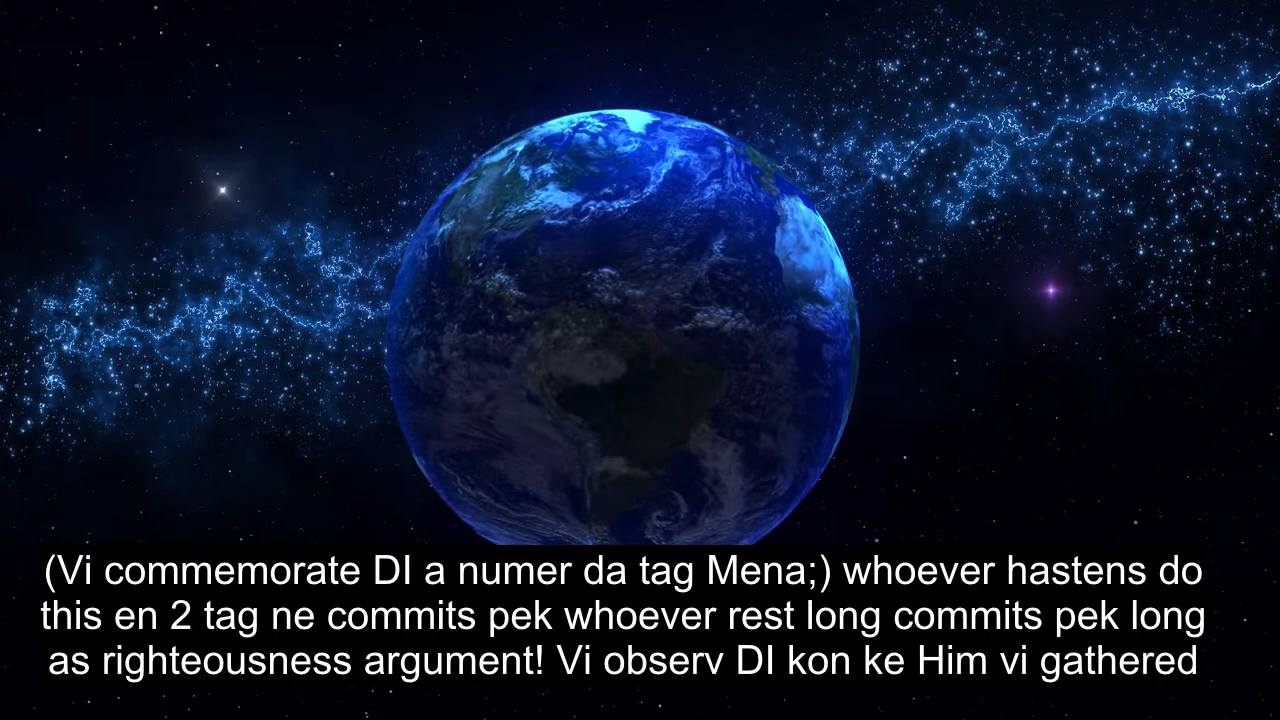 (Vi commemorate DI a numer da tag Mena;) whoever hastens do
this en 2 tag ne commits pek whoever rest long commits pek long
as righteousness argument! Vi observ DI kon ke Him vi gathered